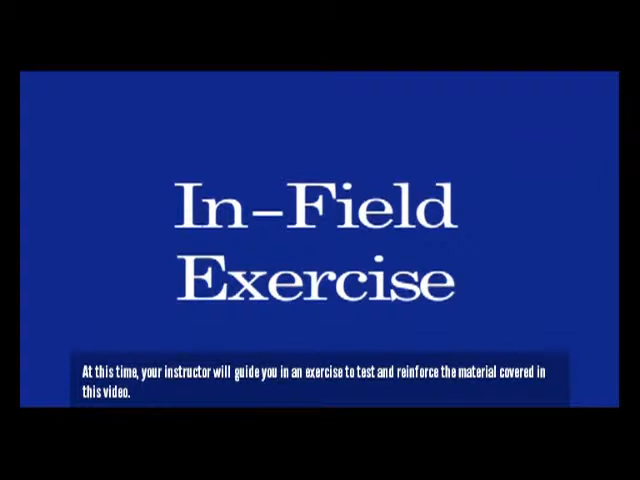 In-Field
Exercise
At this time, your instructor will guide you in an exercise to test and reinforce the material covered in
this video.